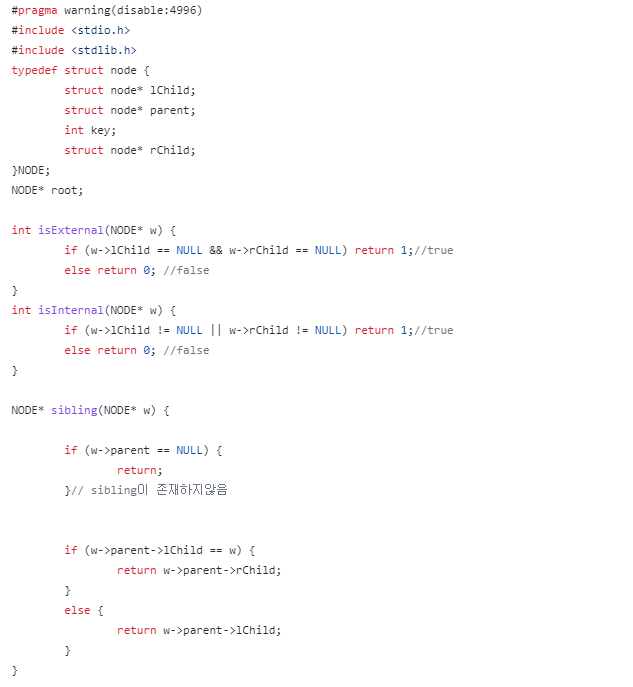 #pragma warning(disable:4996)
#include <stdio.h>
#include <stdlib.h>
typedef struct node {
        struct node* lChild;
        struct node* parent;
        int key;
        struct node* rChild;
}NODE;
NODE* root;

int isExternal(NODE* w) {
        if (w->lChild == NULL && w->rChild == NULL) return 1;//true
        else return 0; //false
}
int isInternal(NODE* w) {
        if (w->lChild != NULL || w->rChild != NULL) return 1;//true
        else return 0; //false
}

NODE* sibling(NODE* w) {

        if (w->parent == NULL) {
                return;
        }// sibling이 존재하지않음


        if (w->parent->lChild == w) {
                return w->parent->rChild;
        }
        else {
                return w->parent->lChild;
        }
}